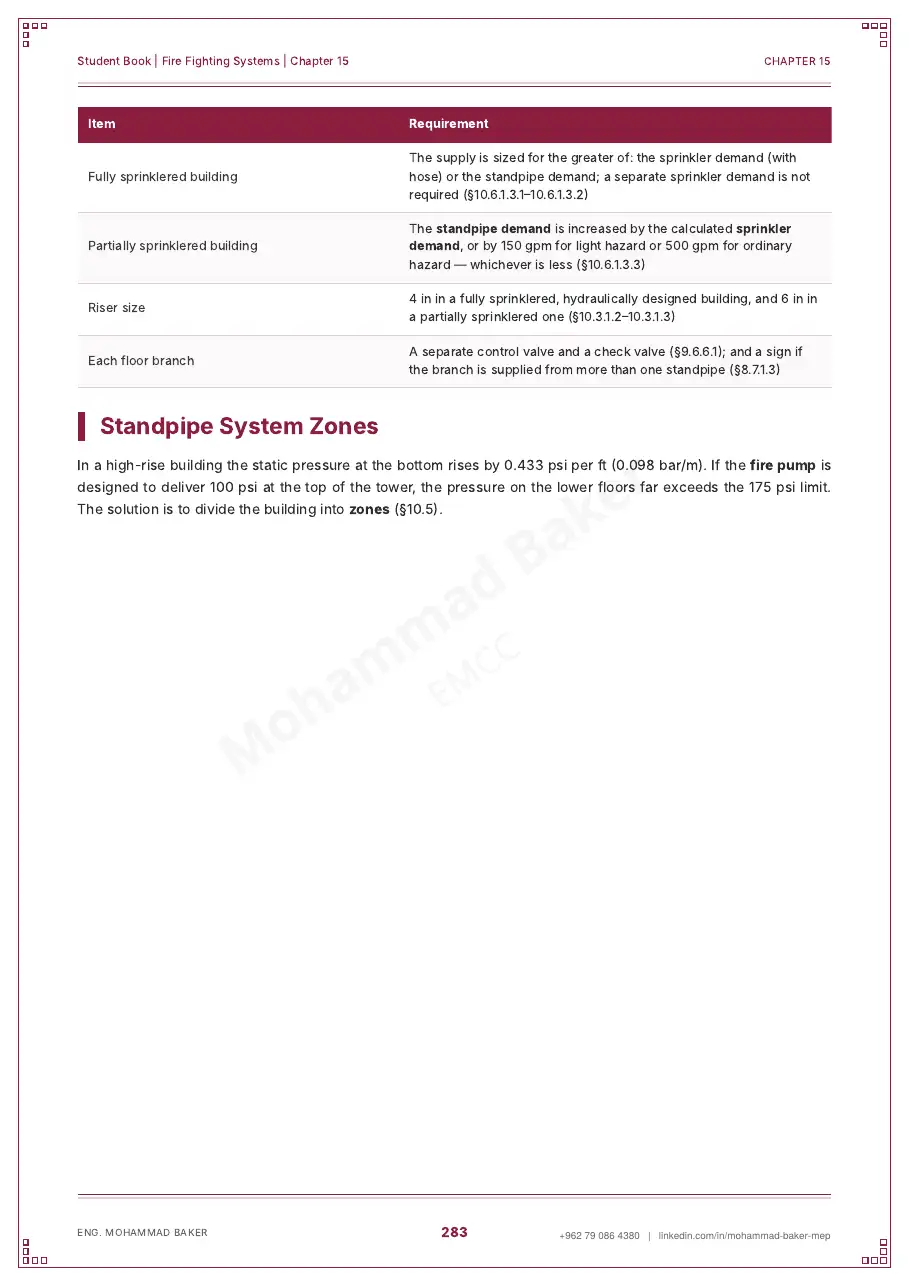 Student Book | Fire Fighting Systems | Chapter 15
CHAPTER 15
Item
Requirement
Fully sprinklered building
The supply is sized for the greater of: the sprinkler demand (with
hose) or the standpipe demand; a separate sprinkler demand is not
required (§10.6.1.3.1–10.6.1.3.2)
Partially sprinklered building
The standpipe demand is increased by the calculated sprinkler
demand, or by 150 gpm for light hazard or 500 gpm for ordinary
hazard — whichever is less (§10.6.1.3.3)
Riser size
4 in in a fully sprinklered, hydraulically designed building, and 6 in in
a partially sprinklered one (§10.3.1.2–10.3.1.3)
Each floor branch
A separate control valve and a check valve (§9.6.6.1); and a sign if
the branch is supplied from more than one standpipe (§8.7.1.3)
Standpipe System Zones
In a high-rise building the static pressure at the bottom rises by 0.433 psi per ft (0.098 bar/m). If the fire pump is
designed to deliver 100 psi at the top of the tower, the pressure on the lower floors far exceeds the 175 psi limit.
The solution is to divide the building into zones (§10.5).
Mohammad Baker
EMCC
ENG. MOHAMMAD BAKER
283
+962 79 086 4380 | linkedin.com/in/mohammad-baker-mep